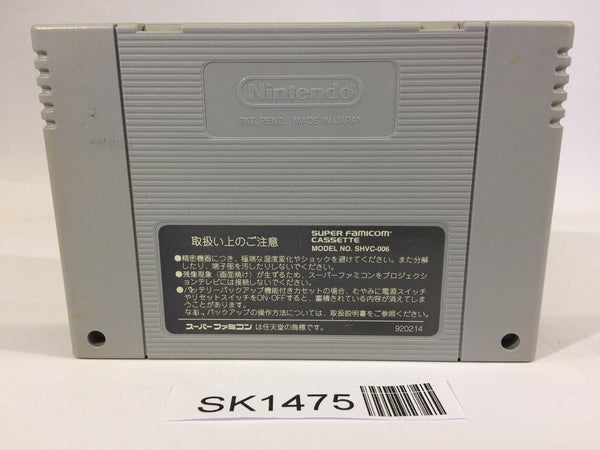 Nintendo
PAT. PEND. MADE IN JAPAN
取扱い上のご注意
SUPER FAMICOM
CASSETTE
MODEL NO. SHVC-006
●精密機器につき、極端な温度変化やショックを避けてください。また分解
したり、端子部を汚したりしないでください。
●残像現象（画面焼け）が生ずるため、スーパーファミコンをプロジェクシ
ョンテレビには接続しないでください。
●バッテリーバックアップ機能付きカセットの場合、むやみに電源スイッチ
やリセットスイッチをON・OFFすると、蓄積されている内容が消えてしま
うことがあります。
なお、バックアップの操作方法については、取扱説明書をご参照ください。
スーパーファミコン は任天堂の商標です。
920214
SK1475